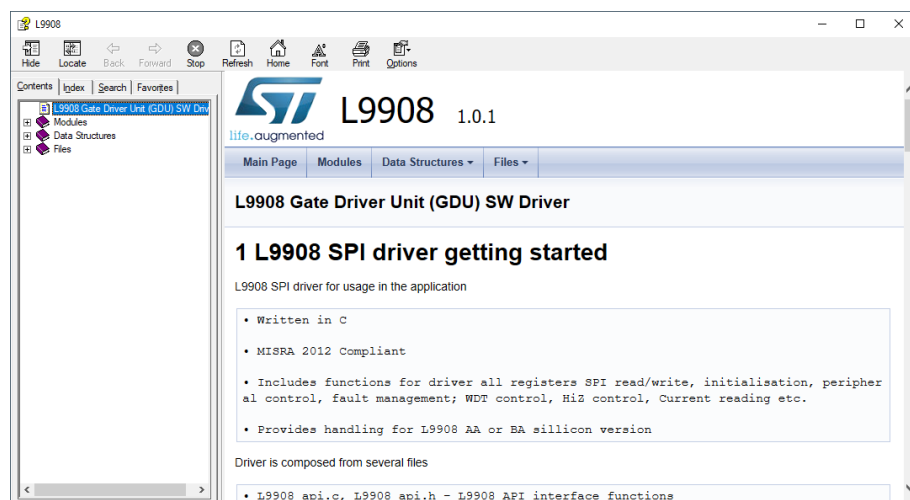 L9908
Hide Locate Back Forward Stop Refresh Home Font Print Options
Contents Index Search Favorites
L9908 Gate Driver Unit (GDU) SW Driv
Modules
Data Structures
Files
ST
life.augmented
L9908 1.0.1
Main Page Modules Data Structures Files
L9908 Gate Driver Unit (GDU) SW Driver
1 L9908 SPI driver getting started
L9908 SPI driver for usage in the application
• Written in C
• MISRA 2012 Compliant
• Includes functions for driver all registers SPI read/write, initialisation, peripher
al control, fault management; WDT control, HiZ control, Current reading etc.
• Provides handling for L9908 AA or BA sillicon version
Driver is composed from several files
• L9908_api.c, L9908_api.h - L9908 API interface functions